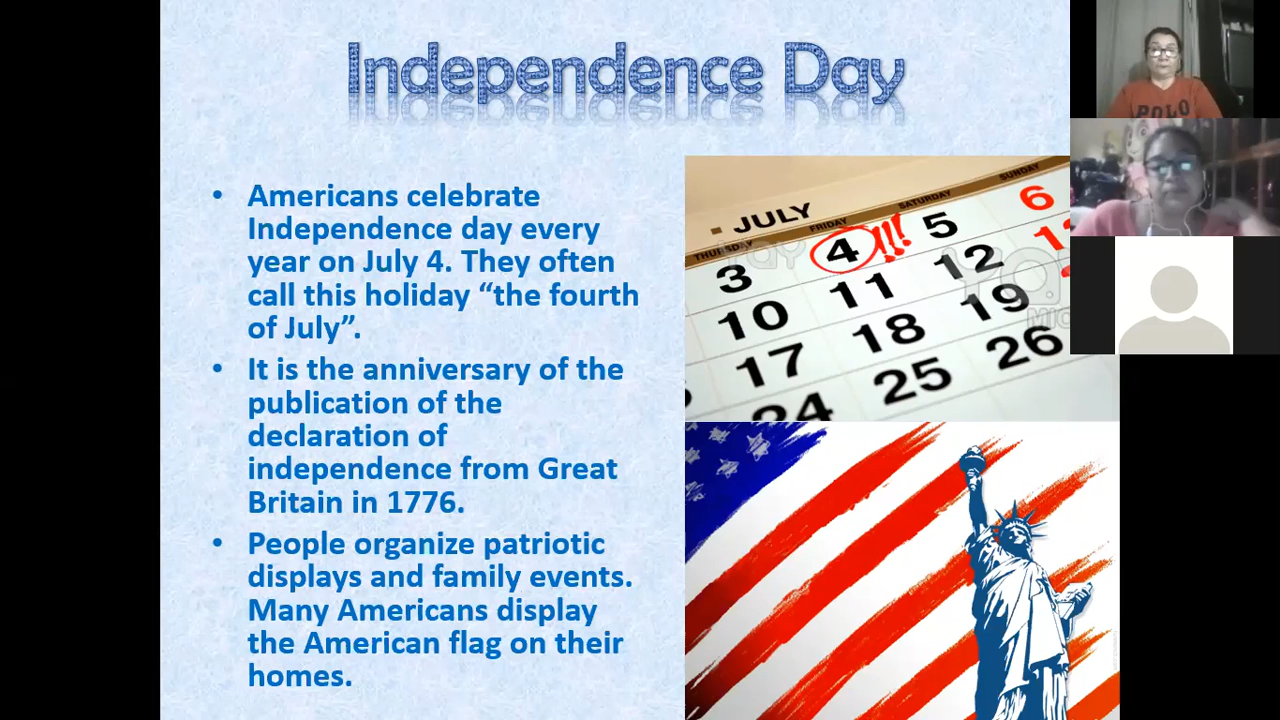 Independence Day
• Americans celebrate
Independence day every
year on July 4. They often
call this holiday “the fourth
of July”.
• It is the anniversary of the
publication of the
declaration of
independence from Great
Britain in 1776.
• People organize patriotic
displays and family events.
Many Americans display
the American flag on their
homes.
JULY
THURSDAY FRIDAY SATURDAY SUNDAY
3 4 !!! 5 6
10 11 12
17 18 19
24 25 26
POLO